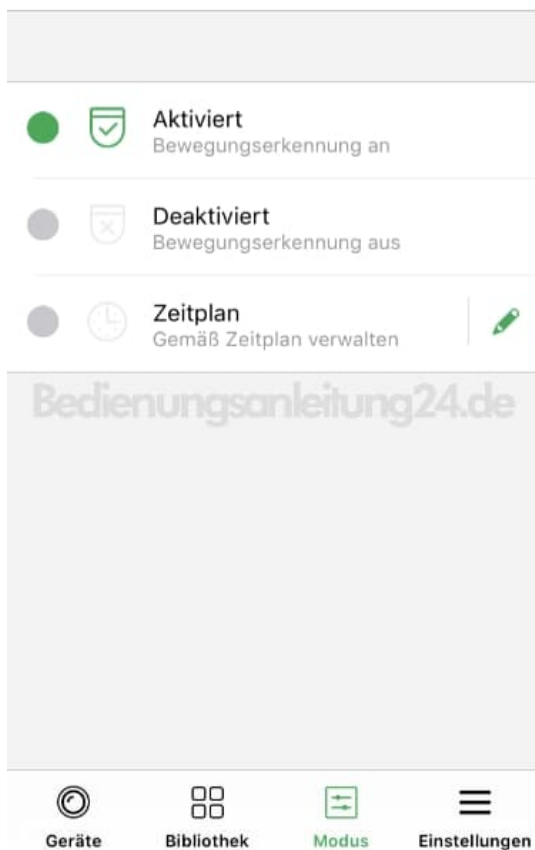 Aktiviert
Bewegungserkennung an
Deaktiviert
Bewegungserkennung aus
Zeitplan
Gemäß Zeitplan verwalten
Bedienungsanleitung24.de
Geräte
Bibliothek
Modus
Einstellungen